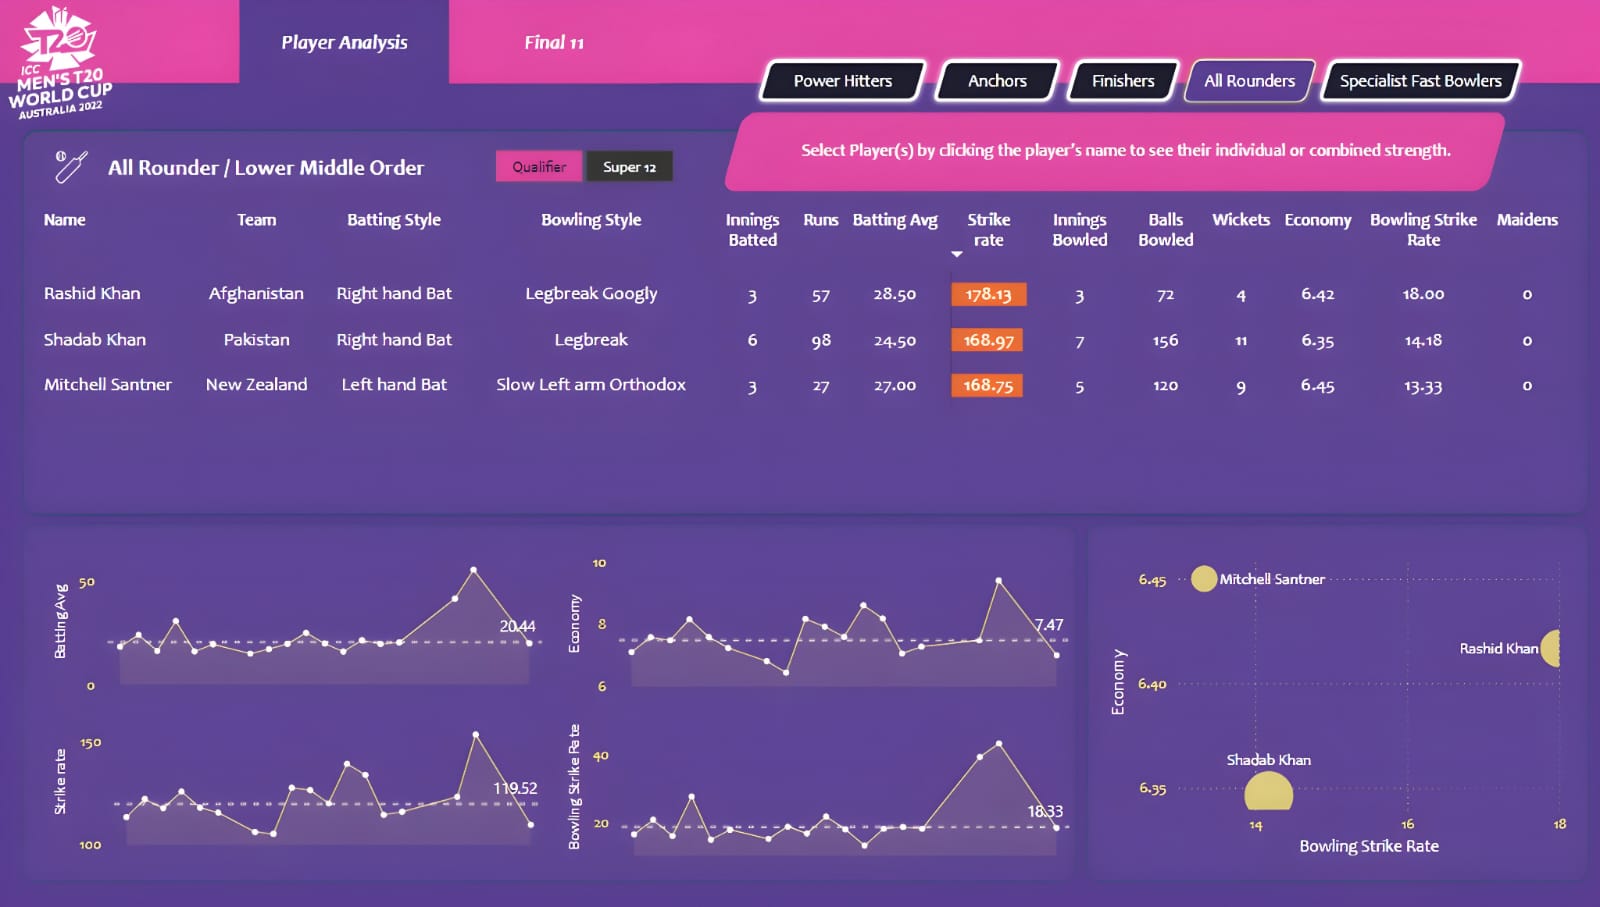 T20
ICC
MEN'S T20
WORLD CUP
AUSTRALIA 2022
Player Analysis
Final 11
Power Hitters
Anchors
Finishers
All Rounders
Specialist Fast Bowlers
Select Player(s) by clicking the player's name to see their individual or combined strength.
All Rounder / Lower Middle Order
Qualifier
Super 12
Name Team Batting Style Bowling Style Innings Batted Runs Batting Avg Strike rate Innings Bowled Balls Bowled Wickets Economy Bowling Strike Rate Maidens
Rashid Khan Afghanistan Right hand Bat Legbreak Googly 3 57 28.50 178.13 3 72 4 6.42 18.00 0
Shadab Khan Pakistan Right hand Bat Legbreak 6 98 24.50 168.97 7 156 11 6.35 14.18 0
Mitchell Santner New Zealand Left hand Bat Slow Left arm Orthodox 3 27 27.00 168.75 5 120 9 6.45 13.33 0
Batting Avg
50
0
20.44
Economy
10
8
6
7.47
Strike rate
150
100
119.52
Bowling Strike Rate
40
20
18.33
Economy
6.45
6.40
6.35
Mitchell Santner
Rashid Khan
Shadab Khan
14 16 18
Bowling Strike Rate